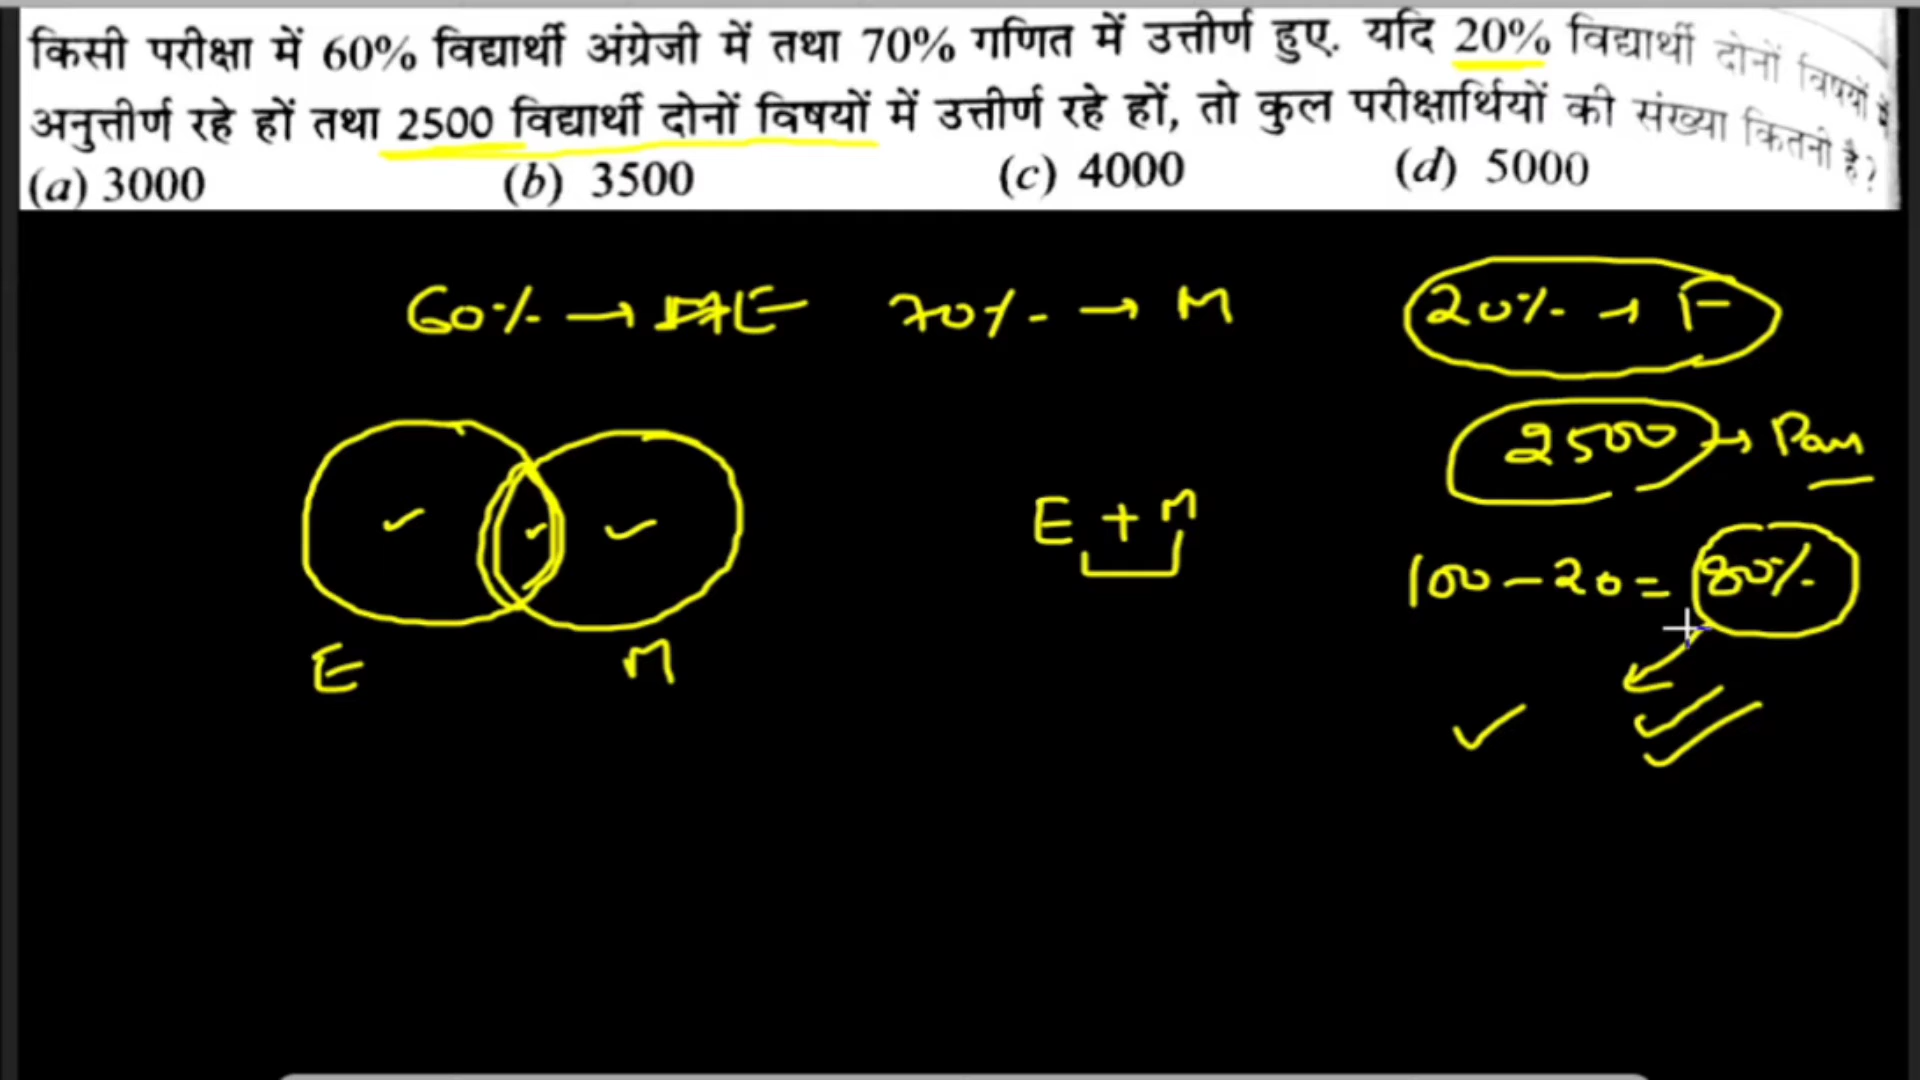 किसी परीक्षा में 60% विद्यार्थी अंग्रेजी में तथा 70% गणित में उत्तीर्ण हुए. यदि 20% विद्यार्थी दोनों विषयों में
अनुत्तीर्ण रहे हों तथा 2500 विद्यार्थी दोनों विषयों में उत्तीर्ण रहे हों, तो कुल परीक्षार्थियों की संख्या कितनी है?
(a) 3000 (b) 3500 (c) 4000 (d) 5000
60% → E 70% → M 20% → F
2500 → Pass
E + M
100 - 20 = 80%
E M